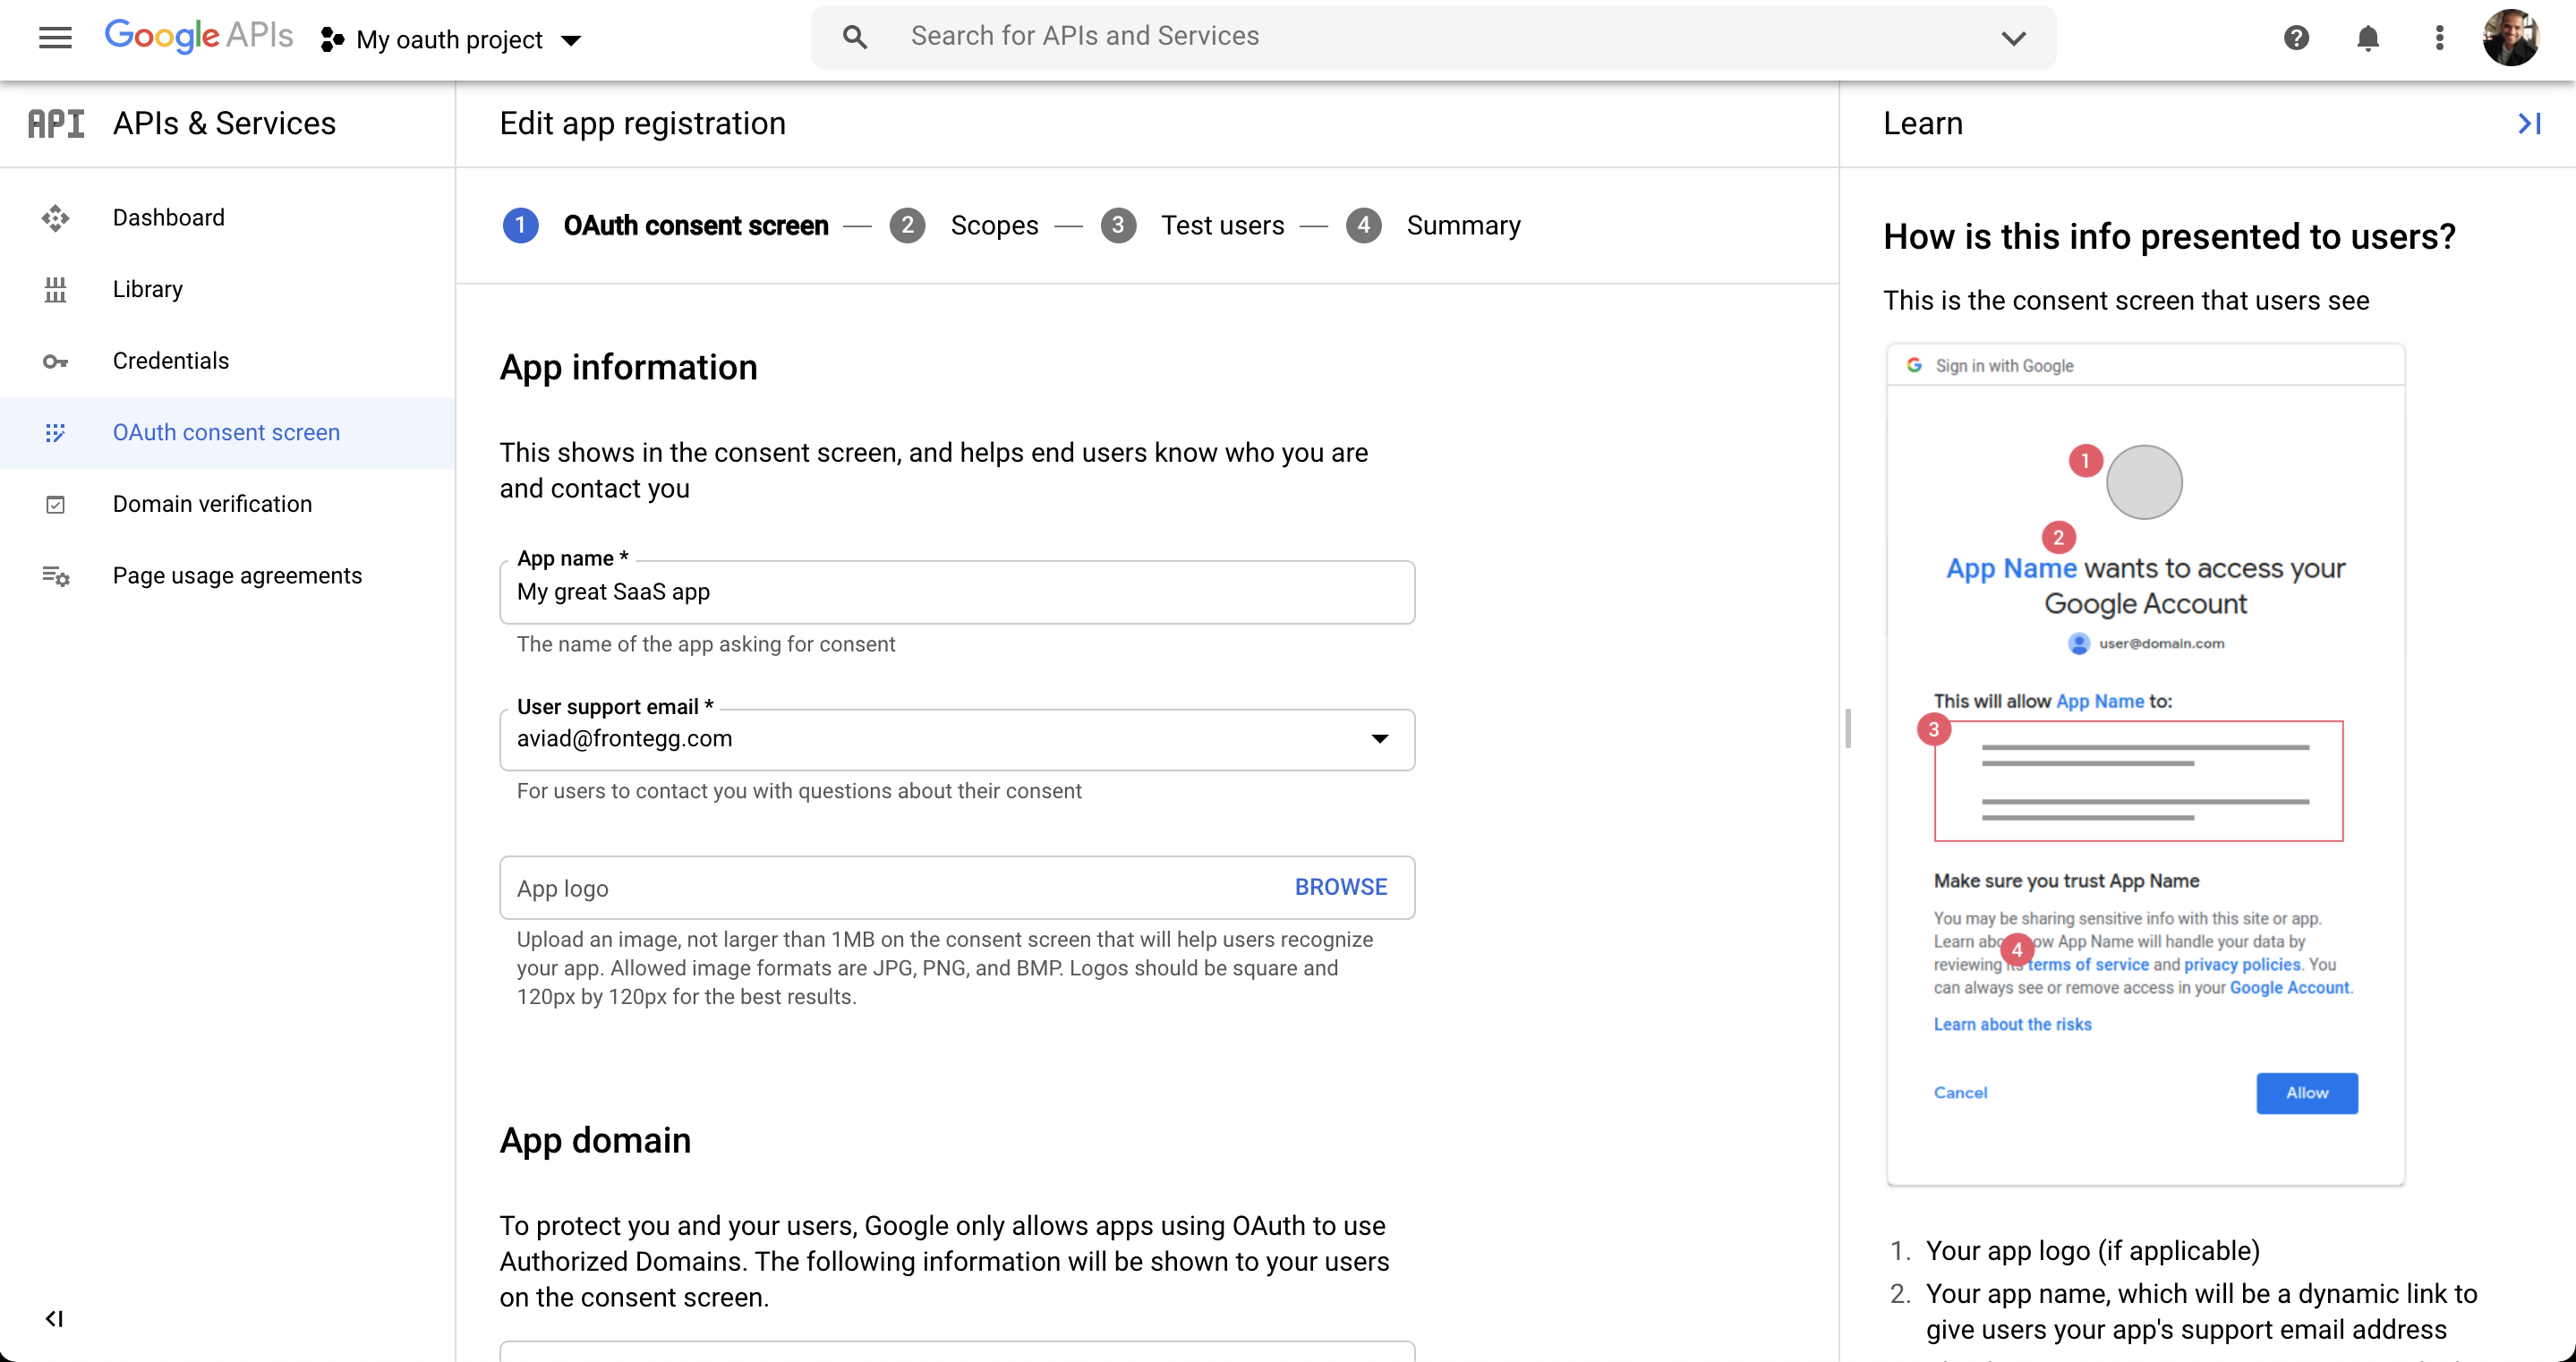 Google APIs
My oauth project
Search for APIs and Services
API APIs & Services
Dashboard
Library
Credentials
OAuth consent screen
Domain verification
Page usage agreements
Edit app registration
1 OAuth consent screen — 2 Scopes — 3 Test users — 4 Summary
App information
This shows in the consent screen, and helps end users know who you are
and contact you
App name *
My great SaaS app
The name of the app asking for consent
User support email *
aviad@frontegg.com
For users to contact you with questions about their consent
App logo
BROWSE
Upload an image, not larger than 1MB on the consent screen that will help users recognize
your app. Allowed image formats are JPG, PNG, and BMP. Logos should be square and
120px by 120px for the best results.
App domain
To protect you and your users, Google only allows apps using OAuth to use
Authorized Domains. The following information will be shown to your users
on the consent screen.
Learn
How is this info presented to users?
This is the consent screen that users see
G Sign in with Google
1
2
App Name wants to access your
Google Account
user@domain.com
This will allow App Name to:
3
Make sure you trust App Name
You may be sharing sensitive info with this site or app.
Learn ow App Name will handle your data by
4
reviewing terms of service and privacy policies. You
can always see or remove access in your Google Account.
Learn about the risks
Cancel
Allow
1. Your app logo (if applicable)
2. Your app name, which will be a dynamic link to
give users your app's support email address